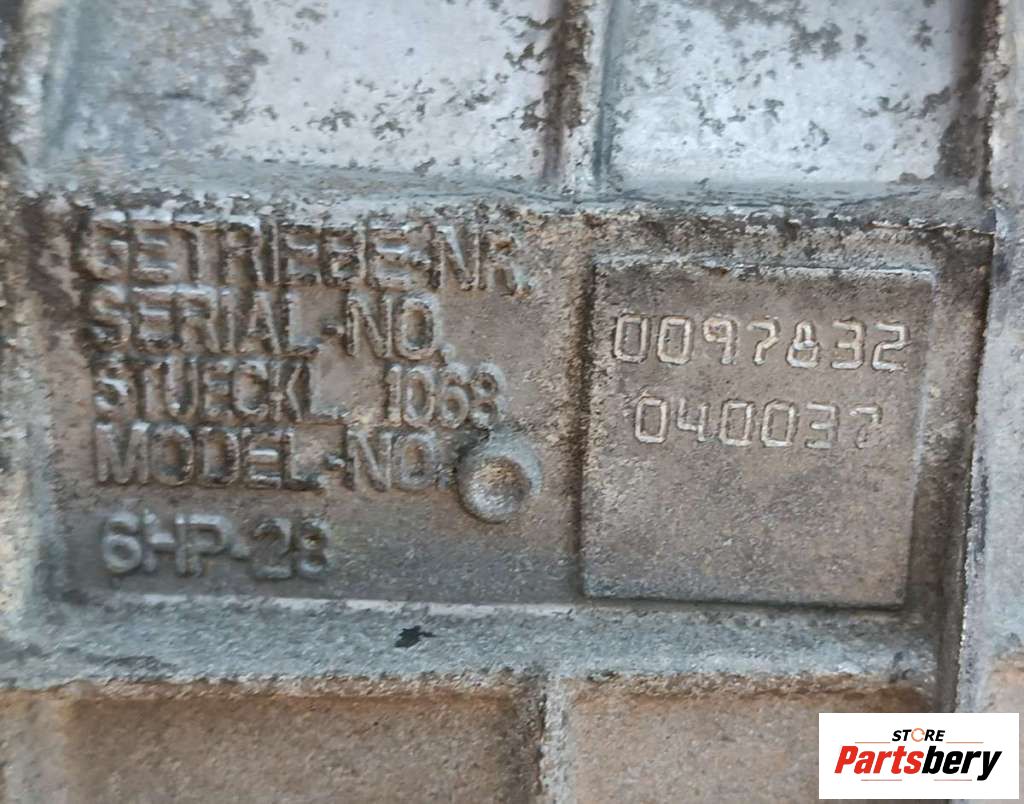 GETRIEBE-NR.
SERIAL-NO.
STUECKL. 1068
MODEL-NO.
6HP-28
0097832
040037
STORE
Partsbery